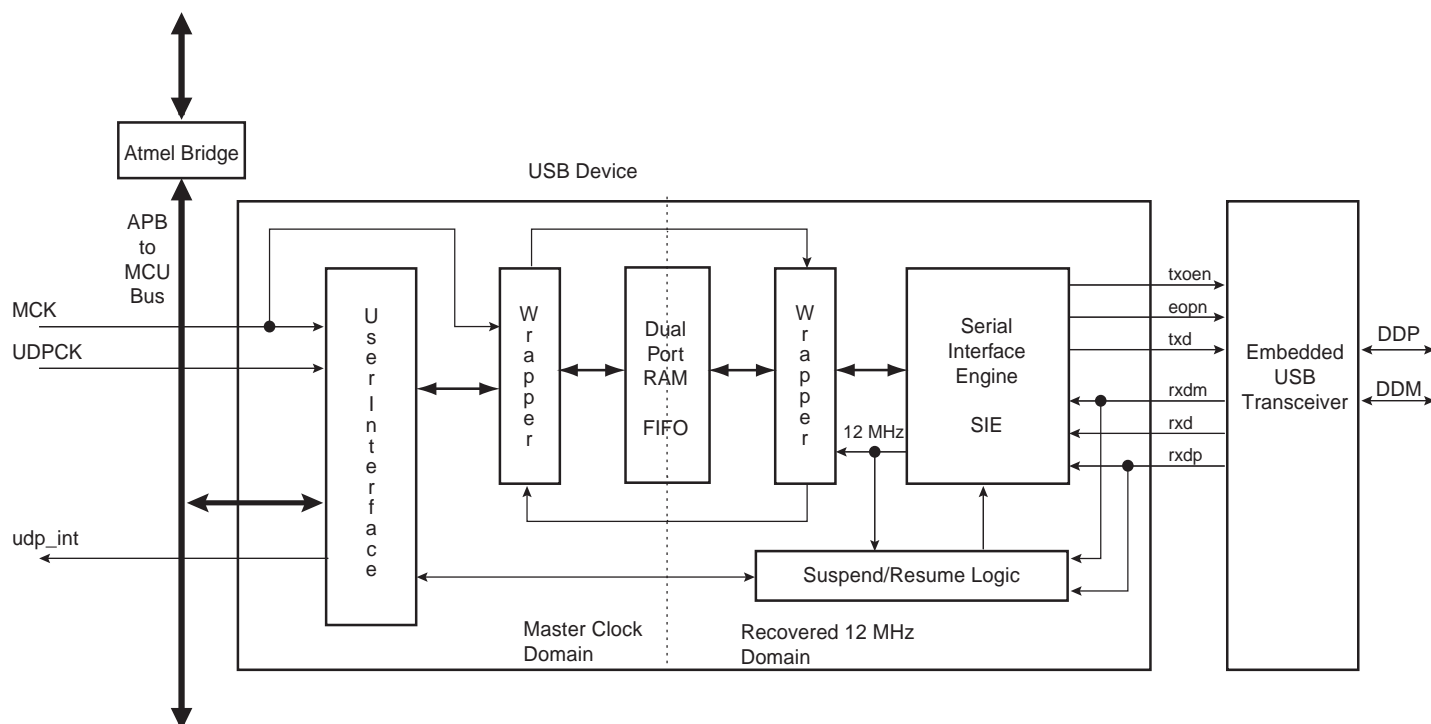 Atmel Bridge
USB Device
APB
to
MCU
Bus
MCK
UDPCK
udp_int
User Interface
Wrapper
Dual
Port
RAM
FIFO
Wrapper
12 MHz
Serial
Interface
Engine
SIE
Suspend/Resume Logic
Master Clock
Domain
Recovered 12 MHz
Domain
txoen
eopn
txd
rxdm
rxd
rxdp
Embedded
USB
Transceiver
DDP
DDM